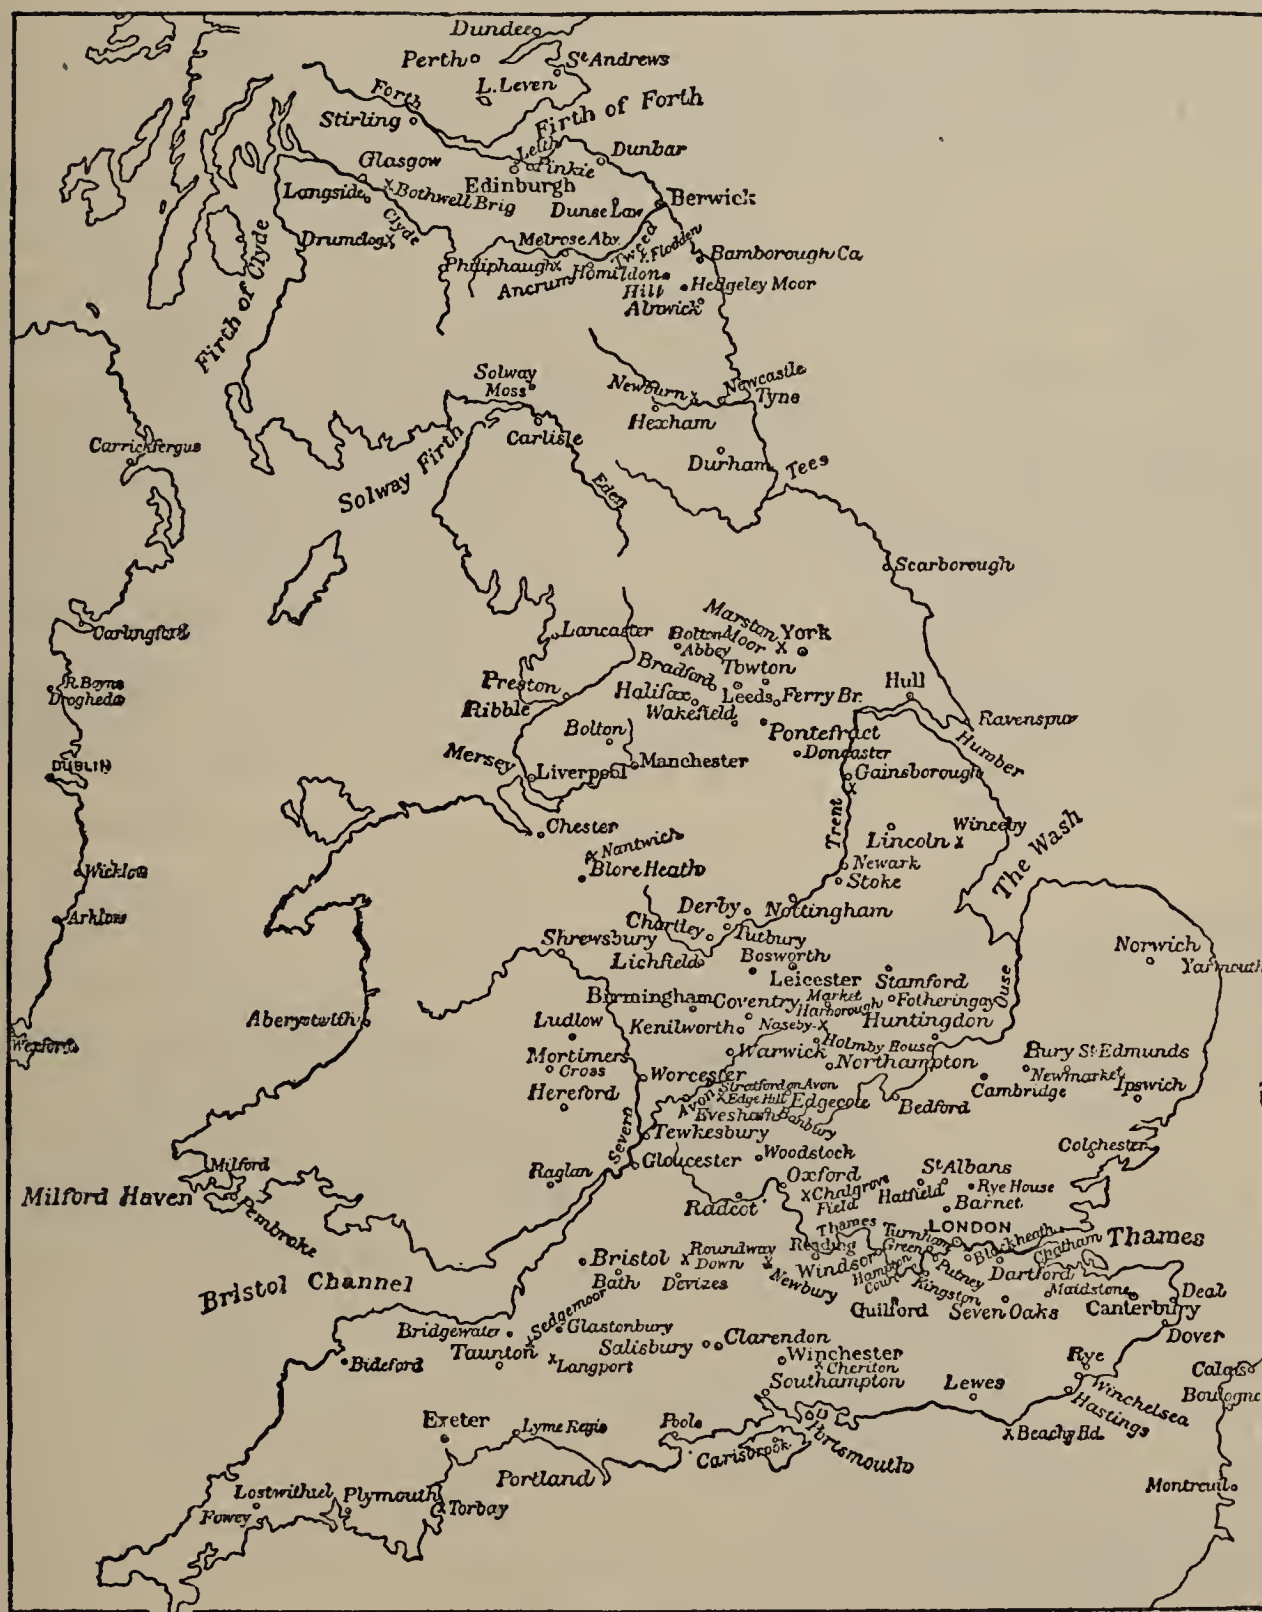 Dundee
Perth
St Andrews
L. Leven
Forth
Stirling
Firth of Forth
Leith
Pinkie
Dunbar
Glasgow
Edinburgh
Langside
Bothwell Brig
Berwick
Dunse Law
Clyde
Drumclog
Melrose Aby.
Tweed
Flodden
Bamborough Ca
Philiphaugh
Homildon
Hill
Ancrum
Hedgeley Moor
Alnwick
Firth of Clyde
Solway
Moss
Newburn
Newcastle
Tyne
Hexham
Carlisle
Carrickfergus
Solway Firth
Durham
Tees
Eden
Scarborough
Carlingford
Lancaster
Marston
Moor
York
Bolton
Abbey
Bradford
Towton
R. Boyne
Drogheda
Preston
Ribble
Halifax
Leeds
Ferry Br.
Hull
Wakefield
Ravenspur
Bolton
Pontefract
Humber
Doncaster
DUBLIN
Mersey
Liverpool
Manchester
Gainsborough
Trent
Chester
Lincoln
Winceby
The Wash
Nantwich
Blore Heath
Wicklow
Newark
Stoke
Arklow
Derby
Nottingham
Chartley
Tutbury
Shrewsbury
Lichfield
Bosworth
Norwich
Yarmouth
Leicester
Stamford
Ouse
Birmingham
Coventry
Market
Harborough
Fotheringay
Aberystwith
Ludlow
Kenilworth
Naseby
Huntingdon
Wexford
Mortimers
Cross
Warwick
Holmby House
Northampton
Bury St Edmunds
Newmarket
Worcester
Stratford on Avon
Cambridge
Ipswich
Hereford
Avon
Edge Hill
Edgecote
Bedford
Evesham
Banbury
Severn
Tewkesbury
Colchester
Milford
Raglan
Gloucester
Woodstock
Oxford
St Albans
Milford Haven
Pembroke
Radcot
Chalgrove
Field
Hatfield
Rye House
Barnet
Thames
Turnham
Green
LONDON
Blackheath
Chatham
Thames
Bristol
Roundway
Down
Reading
Windsor
Hampton
Court
Putney
Dartford
Bristol Channel
Bath
Devizes
Newbury
Kingston
Maidstone
Deal
Guilford
Seven Oaks
Canterbury
Sedgemoor
Bridgewater
Glastonbury
Clarendon
Dover
Bideford
Taunton
Langport
Salisbury
Winchester
Cheriton
Rye
Calais
Southampton
Lewes
Winchelsea
Boulogne
Hastings
Exeter
Lyme Regis
Poole
Portsmouth
Beachy Hd.
Carisbrook
Portland
Montreuil
Lostwithiel
Plymouth
Torbay
Fowey